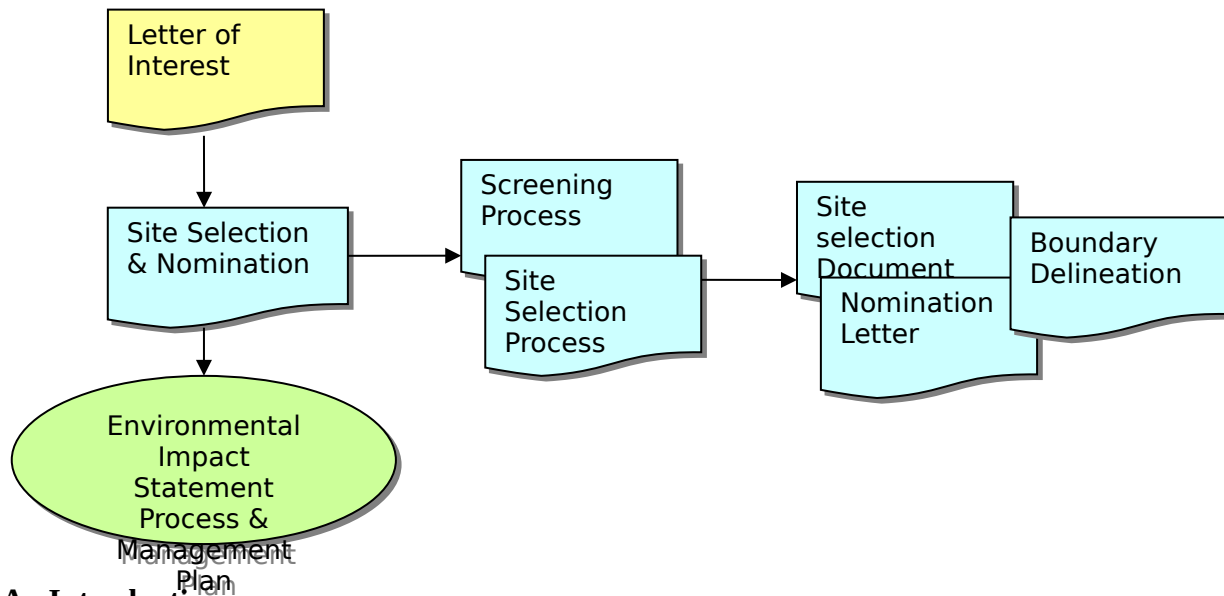 Letter of
Interest
Site Selection
& Nomination
Screening
Process
Site
Selection
Process
Site
selection
Document
Nomination
Letter
Boundary
Delineation
Environmental
Impact
Statement
Process &
Management
Plan